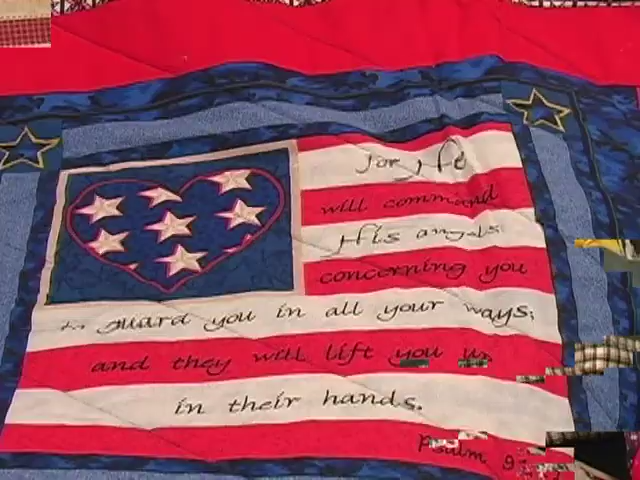 for He
will command
His angels
concerning you
to guard you in all your ways;
and they will lift you up
in their hands.
Psalm